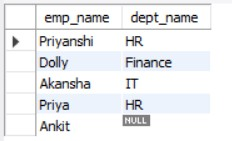 emp_name dept_name
Priyanshi HR
Dolly Finance
Akansha IT
Priya HR
Ankit NULL